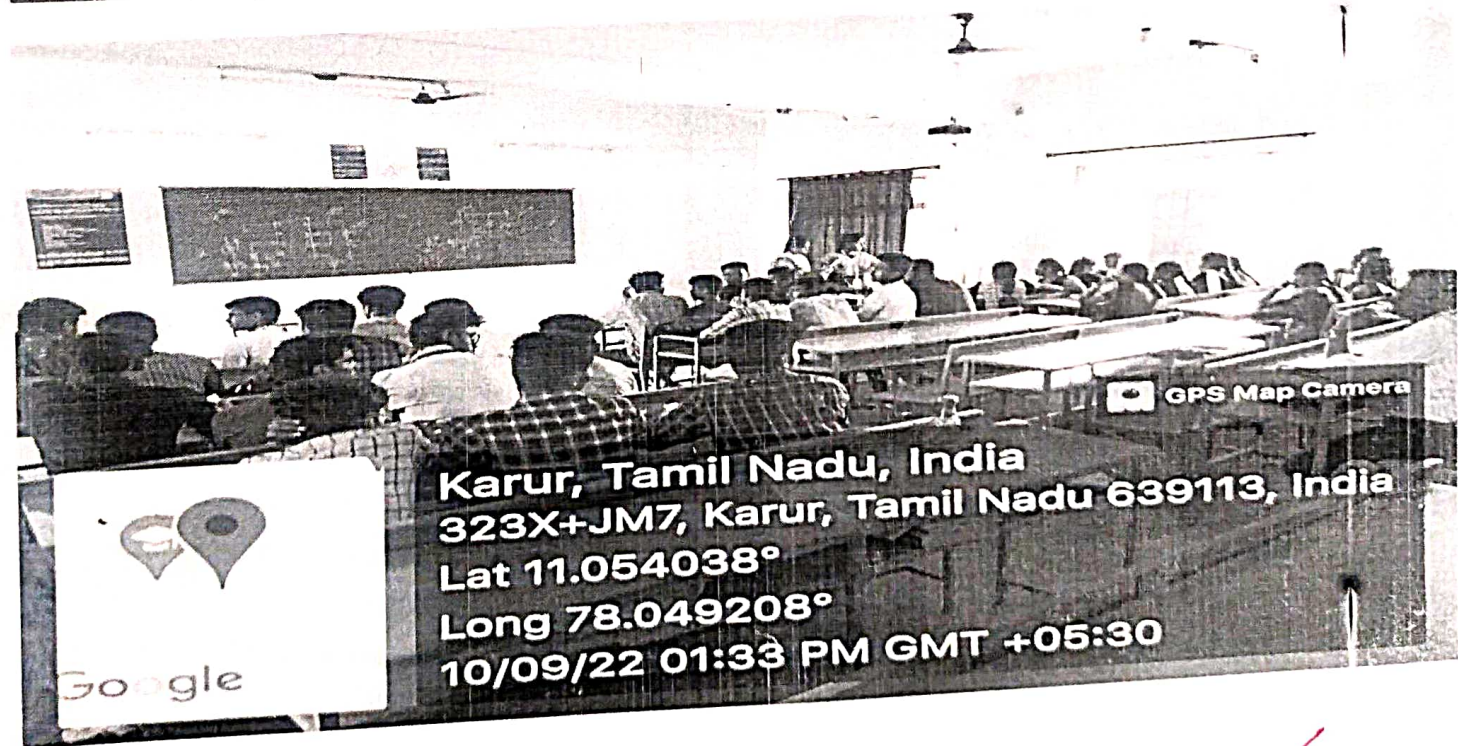 GPS Map Camera
Karur, Tamil Nadu, India
323X+JM7, Karur, Tamil Nadu 639113, India
Lat 11.054038°
Long 78.049208°
10/09/22 01:33 PM GMT +05:30
Google